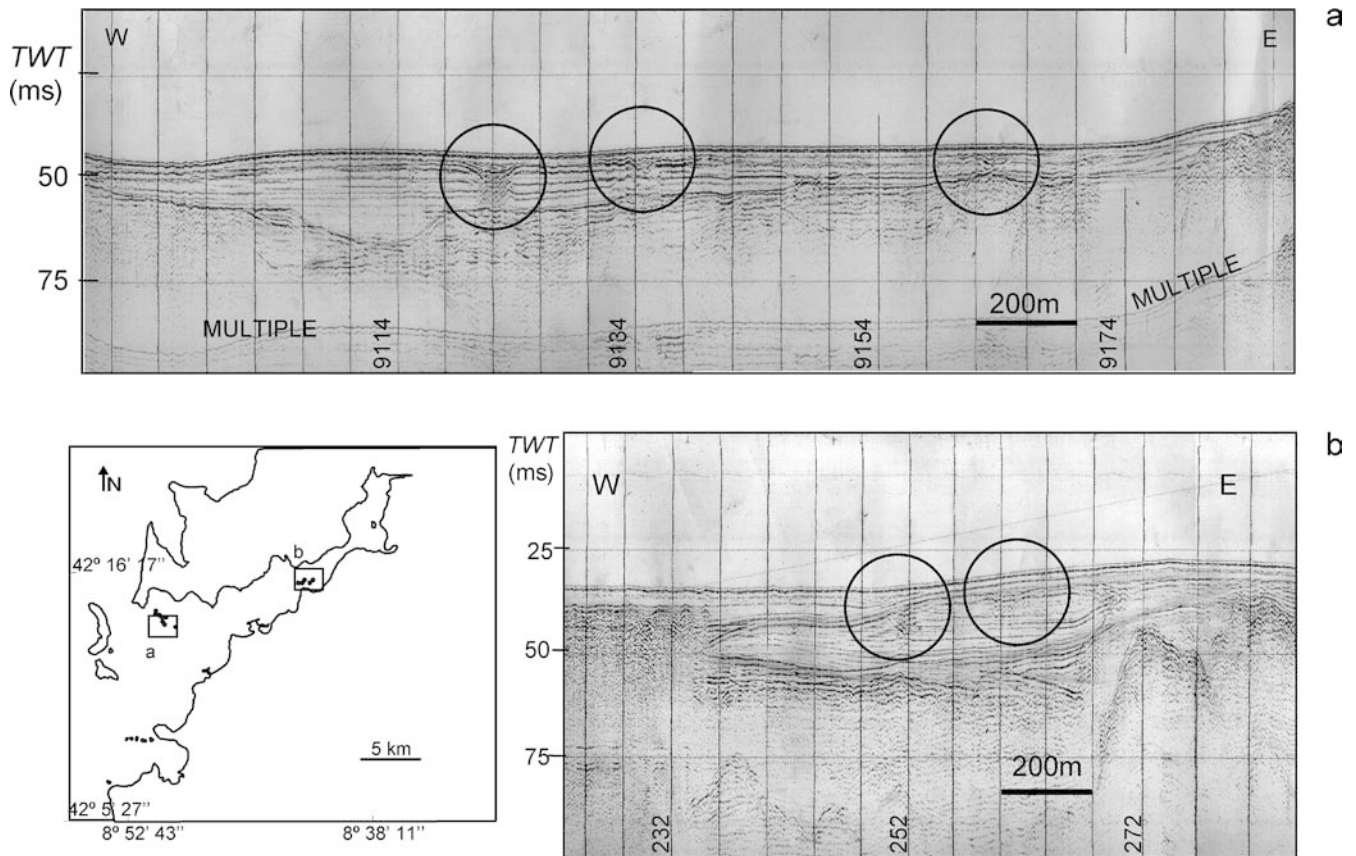 a
W
E
TWT
(ms)
50
75
MULTIPLE
MULTIPLE
200m
9114
9134
9154
9174
N
b
42º 16' 17''
a
5 km
42º 5' 27''
8º 52' 43''
8º 38' 11''
b
TWT
(ms)
W
E
25
50
75
200m
232
252
272